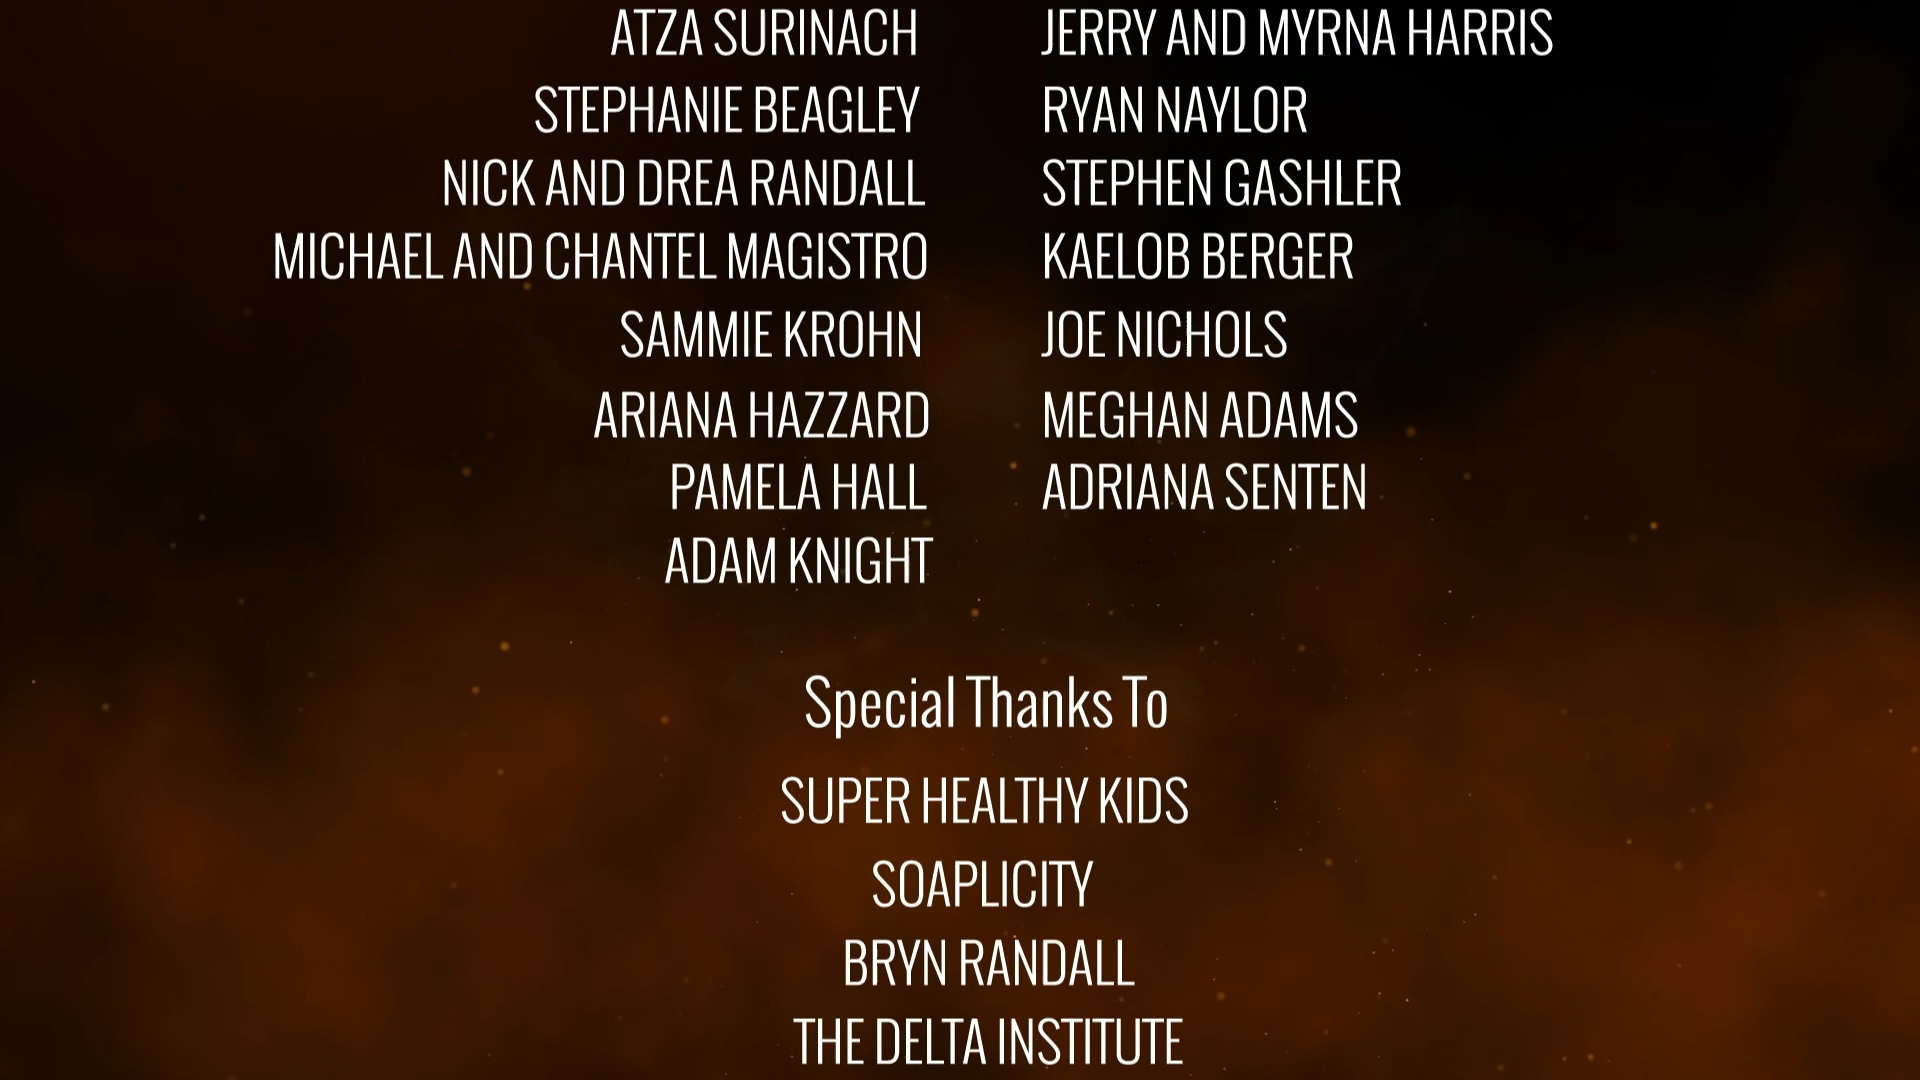 ATZA SURINACH JERRY AND MYRNA HARRIS
STEPHANIE BEAGLEY RYAN NAYLOR
NICK AND DREA RANDALL STEPHEN GASHLER
MICHAEL AND CHANTEL MAGISTRO KAELOB BERGER
SAMMIE KROHN JOE NICHOLS
ARIANA HAZZARD MEGHAN ADAMS
PAMELA HALL ADRIANA SENTEN
ADAM KNIGHT
Special Thanks To
SUPER HEALTHY KIDS
SOAPLICITY
BRYN RANDALL
THE DELTA INSTITUTE